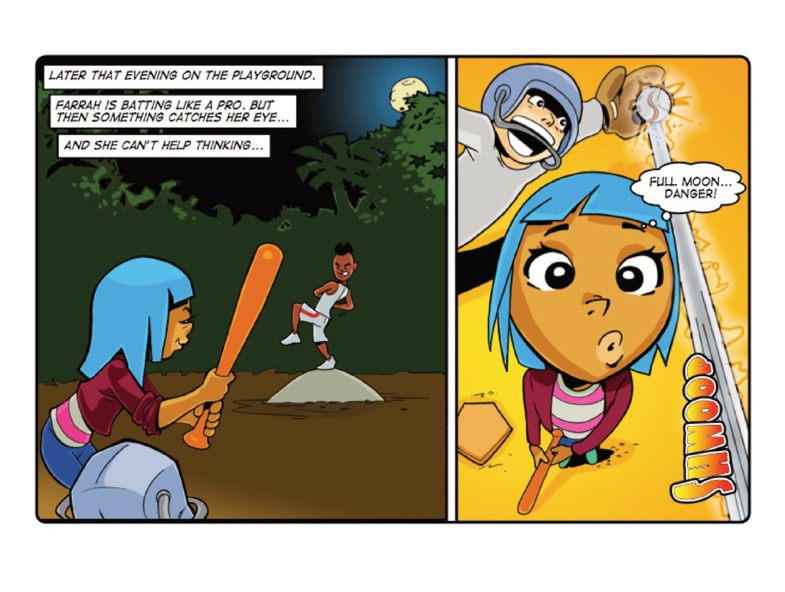 LATER THAT EVENING ON THE PLAYGROUND.
FARRAH IS BATTING LIKE A PRO. BUT
THEN SOMETHING CATCHES HER EYE...
AND SHE CAN'T HELP THINKING...
FULL MOON...
DANGER!
SHWOOP